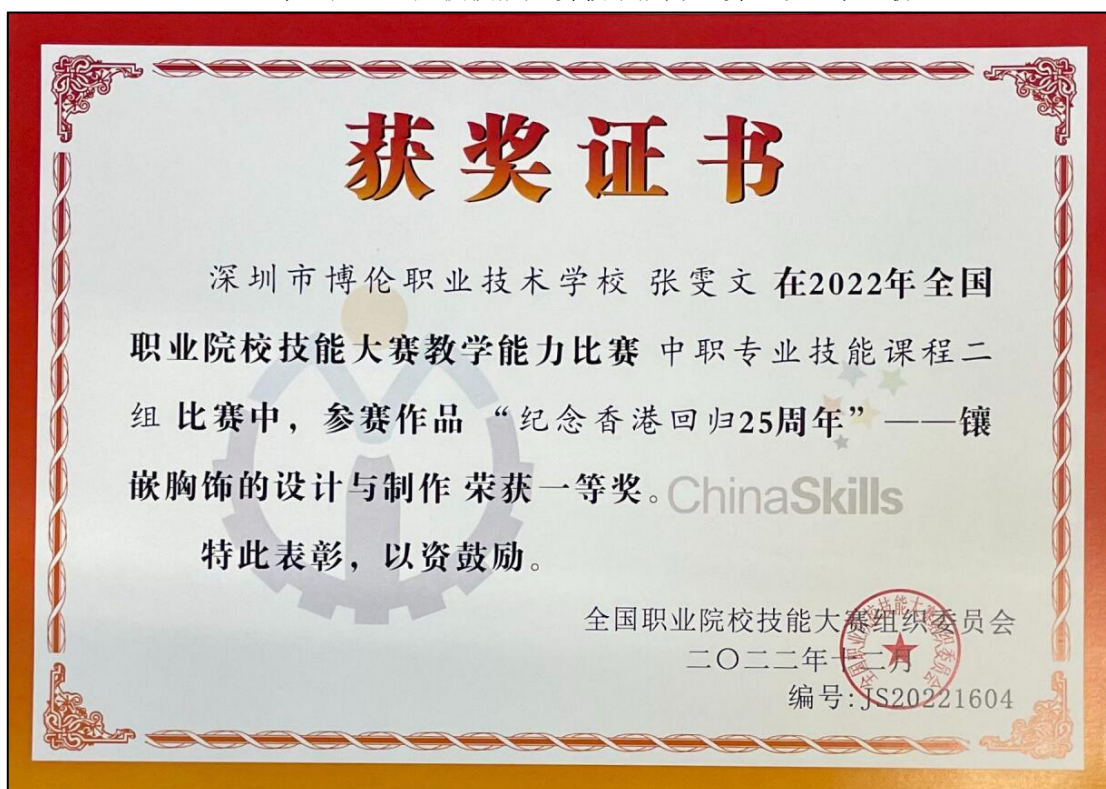 获奖证书
深圳市博伦职业技术学校 张雯文 在2022年全国
职业院校技能大赛教学能力比赛 中职专业技能课程二
组 比赛中，参赛作品 “纪念香港回归25周年”——镶
嵌胸饰的设计与制作 荣获一等奖。
ChinaSkills
特此表彰，以资鼓励。
全国职业院校技能大赛组织委员会
二〇二二年十二月
编号:JS20221604